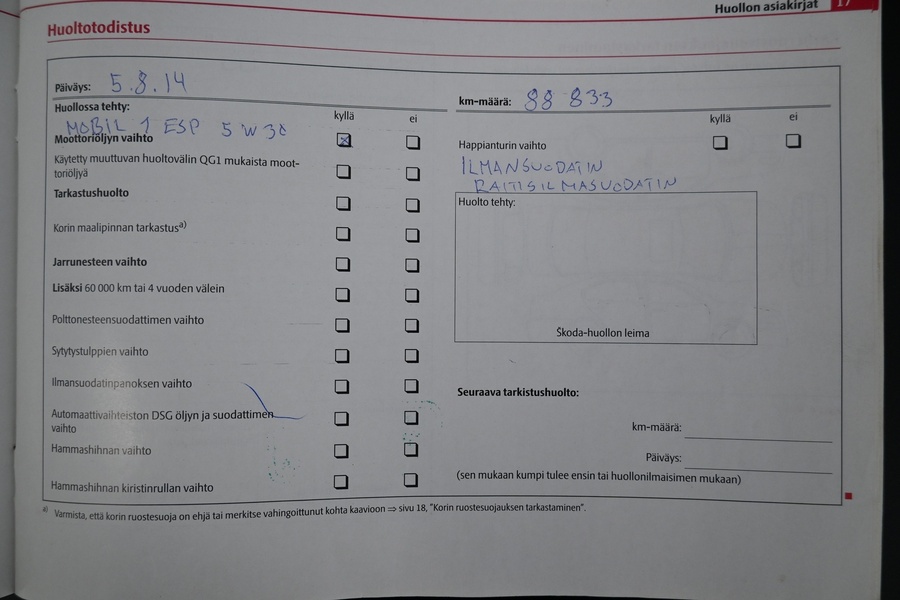 Huollon asiakirjat 17
Huoltotodistus
Päiväys: 5.8.14
km-määrä: 88 833
Huollossa tehty:
kyllä ei
MOBIL 1 ESP 5W30
Moottoriöljyn vaihto
Käytetty muuttuvan huoltovälin QG1 mukaista moot-
toriöljyä
Tarkastushuolto
Korin maalipinnan tarkastusa)
Jarrunesteen vaihto
Lisäksi 60 000 km tai 4 vuoden välein
Polttonesteensuodattimen vaihto
Sytytystulppien vaihto
Ilmansuodatinpanoksen vaihto
Automaattivaihteiston DSG öljyn ja suodattimen
vaihto
Hammashihnan vaihto
Hammashihnan kiristinrullan vaihto
kyllä ei
Happianturin vaihto
ILMANSUODATIN
RAITISILMASUODATIN
Huolto tehty:
Škoda-huollon leima
Seuraava tarkistushuolto:
km-määrä:
Päiväys:
(sen mukaan kumpi tulee ensin tai huollonilmaisimen mukaan)
a) Varmista, että korin ruostesuoja on ehjä tai merkitse vahingoittunut kohta kaavioon ⇒ sivu 18, "Korin ruostesuojauksen tarkastaminen".